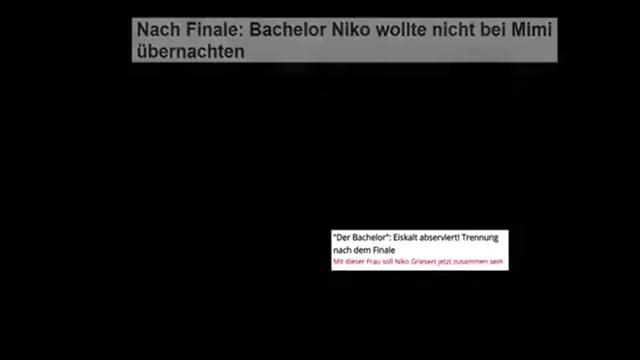 Nach Finale: Bachelor Niko wollte nicht bei Mimi
übernachten
"Der Bachelor": Eiskalt abserviert! Trennung
nach dem Finale
Mit dieser Frau soll Niko Griesert jetzt zusammen sein